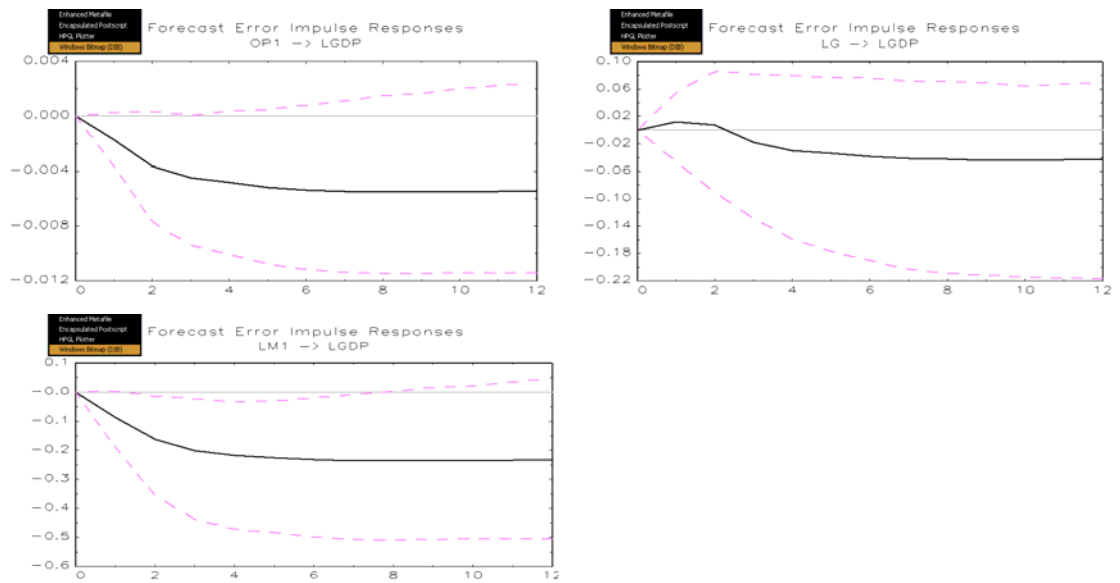 Enhanced Metafile
Encapsulated Postscript
HPGL Plotter
Windows Bitmap (DIB)
Forecast Error Impulse Responses
OP1 -> LGDP
0.004
0.000
-0.004
-0.008
-0.012
0 2 4 6 8 10 12
Enhanced Metafile
Encapsulated Postscript
HPGL Plotter
Windows Bitmap (DIB)
Forecast Error Impulse Responses
LG -> LGDP
0.10
0.06
0.02
-0.02
-0.06
-0.10
-0.14
-0.18
-0.22
0 2 4 6 8 10 12
Enhanced Metafile
Encapsulated Postscript
HPGL Plotter
Windows Bitmap (DIB)
Forecast Error Impulse Responses
LM1 -> LGDP
0.1
-0.0
-0.1
-0.2
-0.3
-0.4
-0.5
-0.6
0 2 4 6 8 10 12